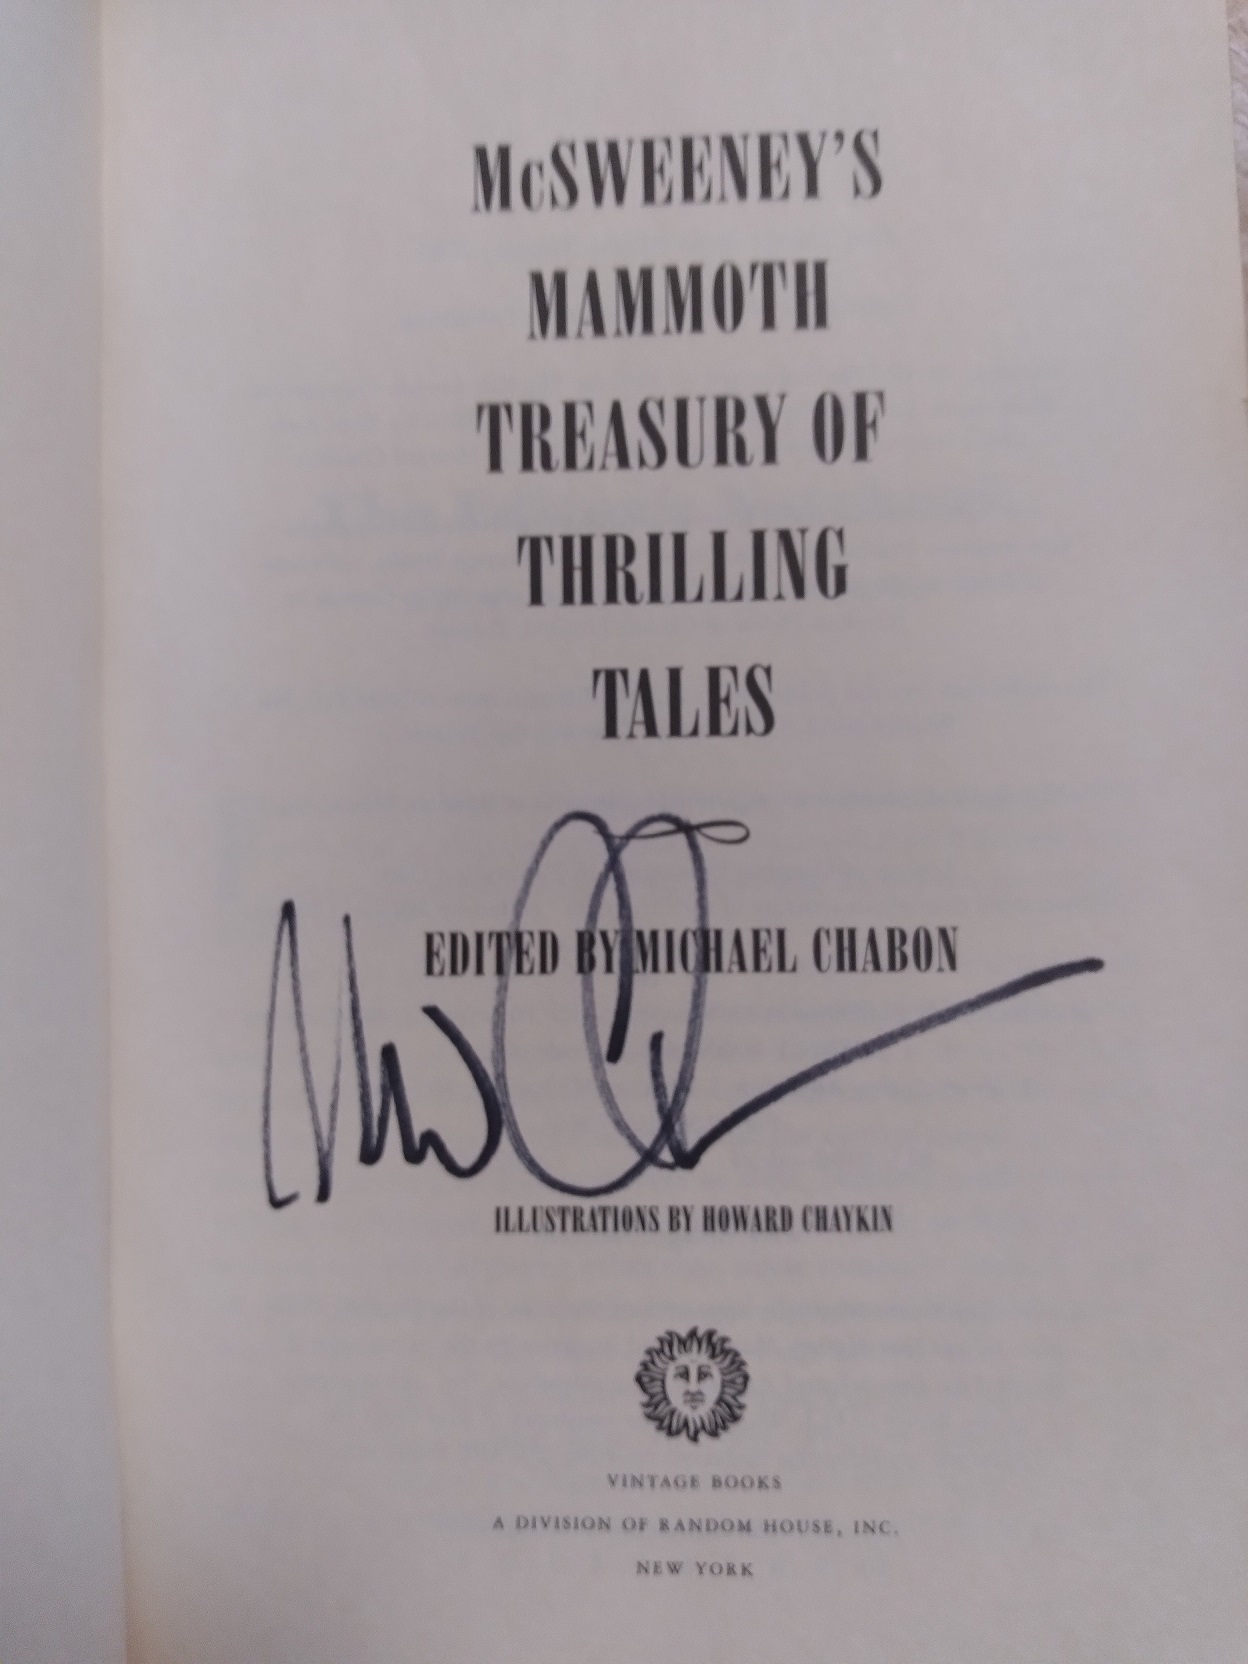 McSWEENEY'S
MAMMOTH
TREASURY OF
THRILLING
TALES
EDITED BY MICHAEL CHABON
ILLUSTRATIONS BY HOWARD CHAYKIN
VINTAGE BOOKS
A DIVISION OF RANDOM HOUSE, INC.
NEW YORK